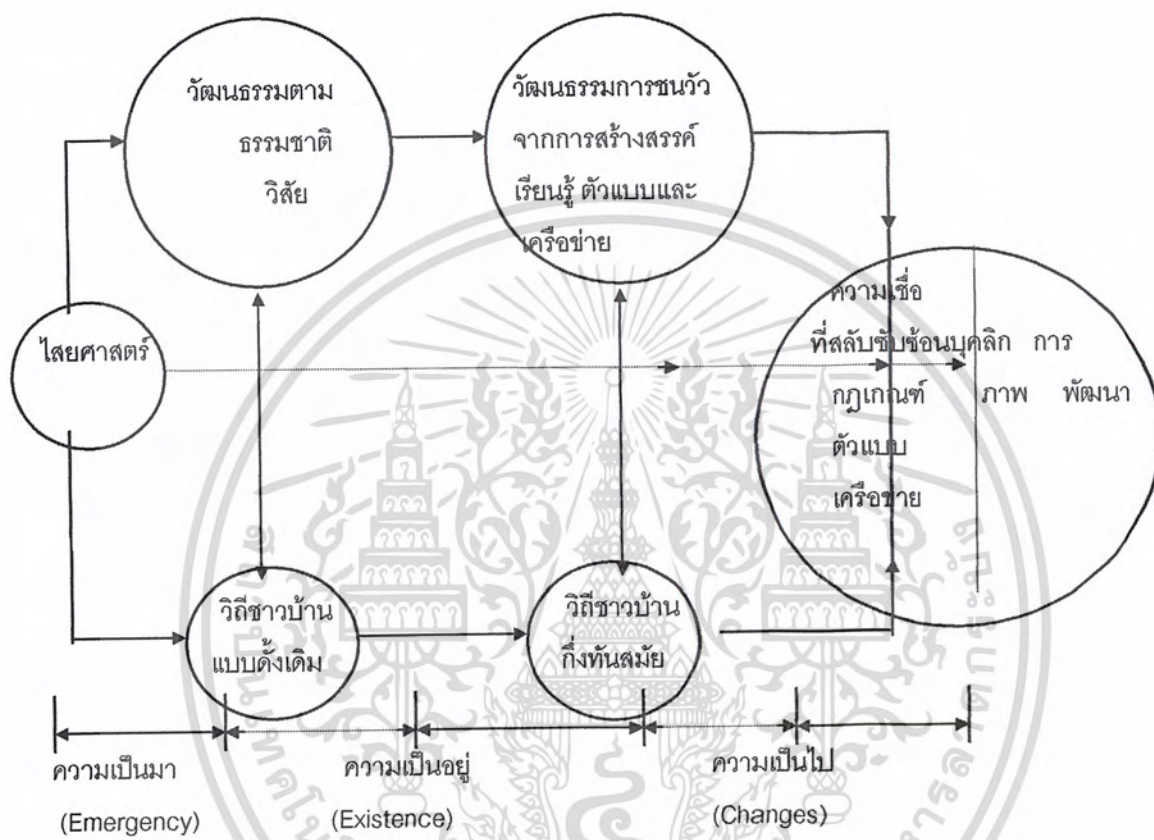 วัฒนธรรมตาม
ธรรมชาติ
วิสัย
วัฒนธรรมการชนวัว
จากการสร้างสรรค์
เรียนรู้ ตัวแบบและ
เครือข่าย
ไสยศาสตร์
ความเชื่อ
ที่สลับซับซ้อนบุคลิก การ
กฎเกณฑ์ ภาพ พัฒนา
ตัวแบบ
เครือข่าย
วิถีชาวบ้าน
แบบดั้งเดิม
วิถีชาวบ้าน
กึ่งทันสมัย
ความเป็นมา
(Emergency)
ความเป็นอยู่
(Existence)
ความเป็นไป
(Changes)